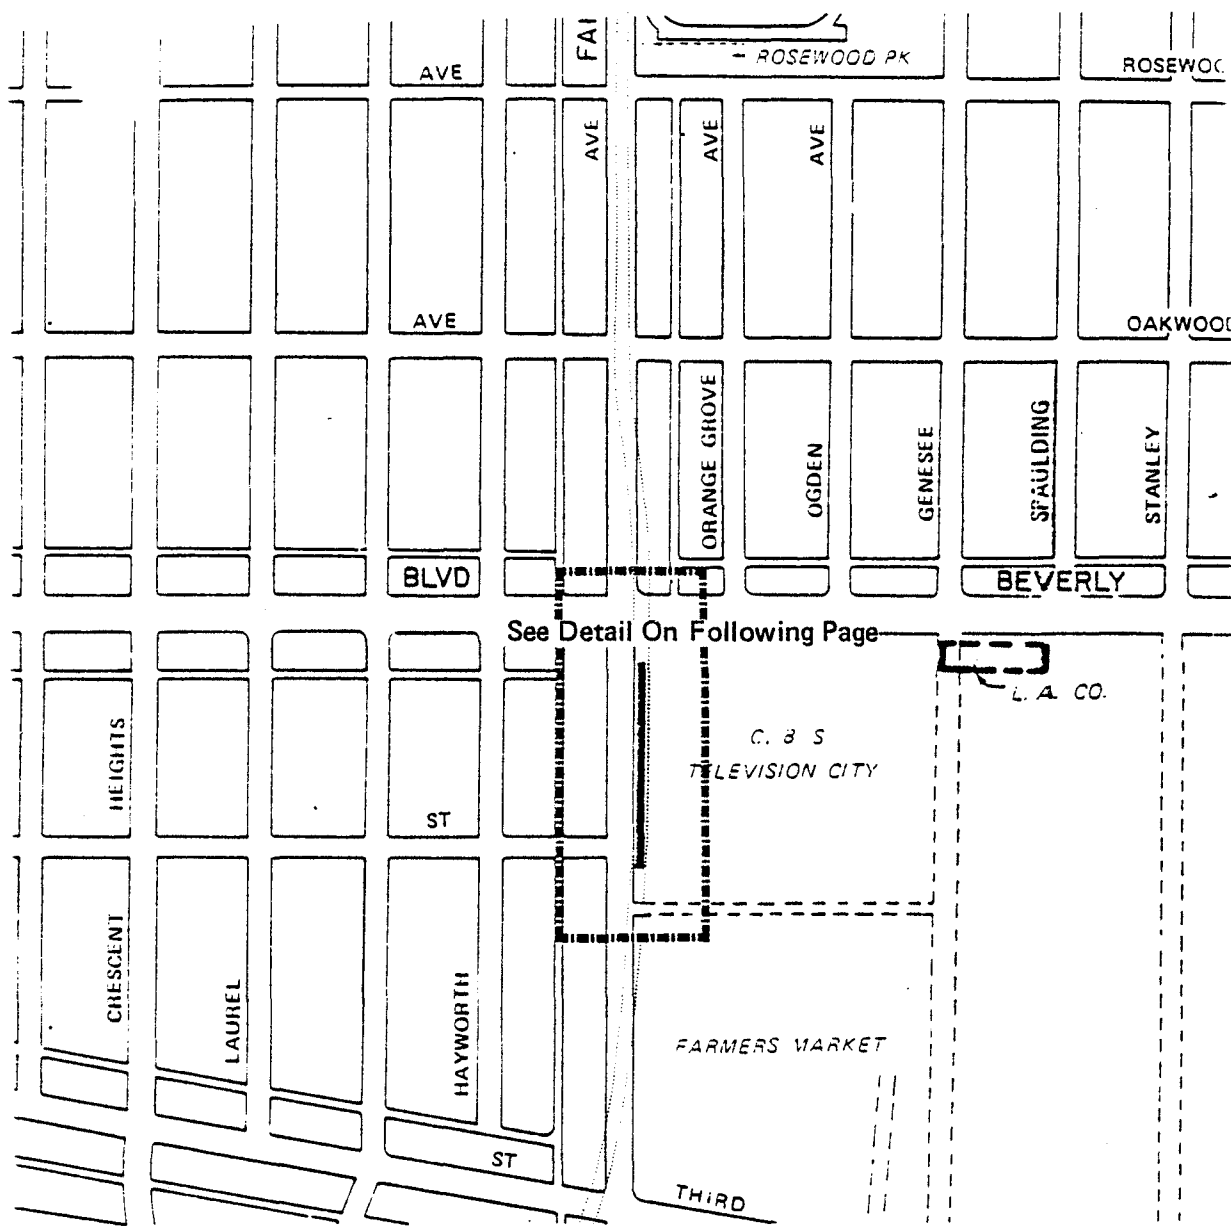 FAI
← ROSEWOOD PK
AVE
ROSEWOO
AVE
AVE
AVE
AVE
OAKWOOD
ORANGE GROVE
OGDEN
GENESEE
SPAULDING
STANLEY
BLVD
BEVERLY
See Detail On Following Page
L. A. CO.
C. B S
TELEVISION CITY
HEIGHTS
ST
CRESCENT
LAUREL
HAYWORTH
FARMERS MARKET
ST
THIRD